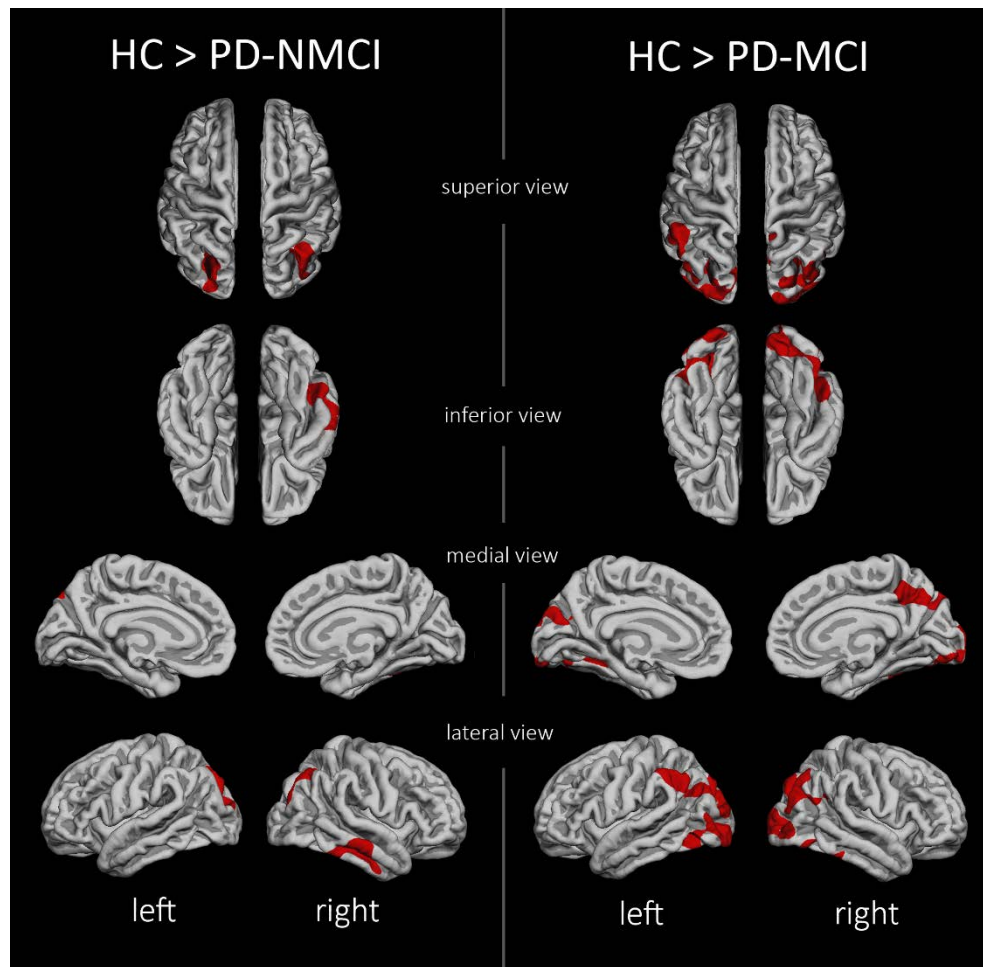 HC > PD-NMCI
HC > PD-MCI
superior view
inferior view
medial view
lateral view
left
right
left
right